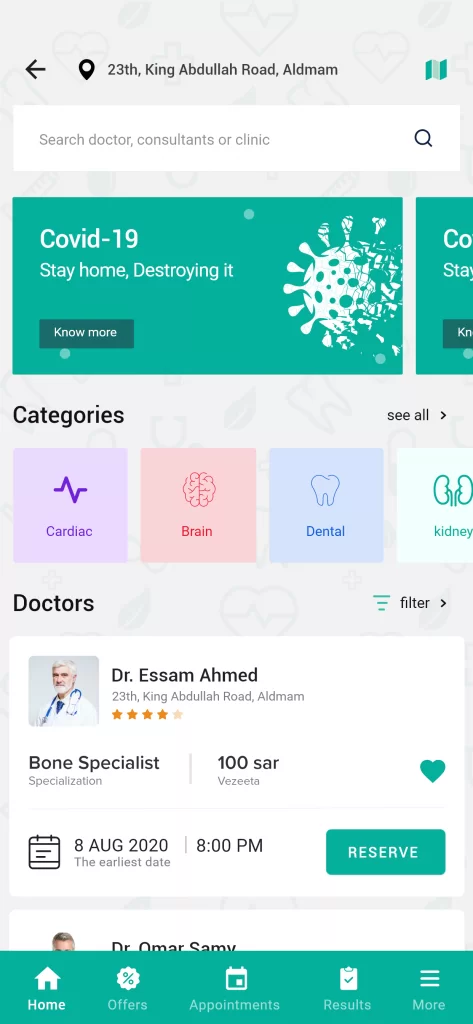 23th, King Abdullah Road, Aldmam
Search doctor, consultants or clinic
Covid-19
Stay home, Destroying it
Know more
Co
Stay
Kn
Categories
see all
Cardiac
Brain
Dental
kidney
Doctors
filter
Dr. Essam Ahmed
23th, King Abdullah Road, Aldmam
Bone Specialist
Specialization
100 sar
Vezeeta
8 AUG 2020
The earliest date
8:00 PM
RESERVE
Dr. Omar Samy
Home
Offers
Appointments
Results
More